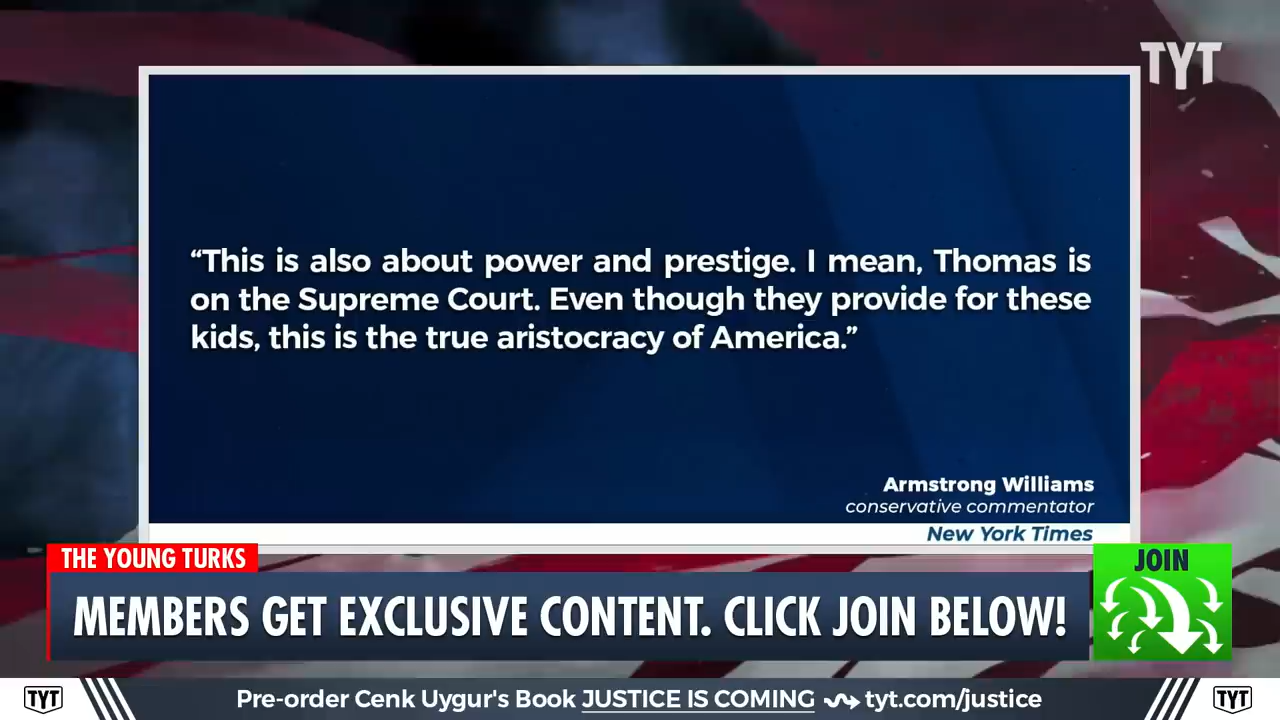 TYT
“This is also about power and prestige. I mean, Thomas is
on the Supreme Court. Even though they provide for these
kids, this is the true aristocracy of America.”
Armstrong Williams
conservative commentator
New York Times
THE YOUNG TURKS
MEMBERS GET EXCLUSIVE CONTENT. CLICK JOIN BELOW!
JOIN
TYT
Pre-order Cenk Uygur's Book JUSTICE IS COMING tyt.com/justice
TYT